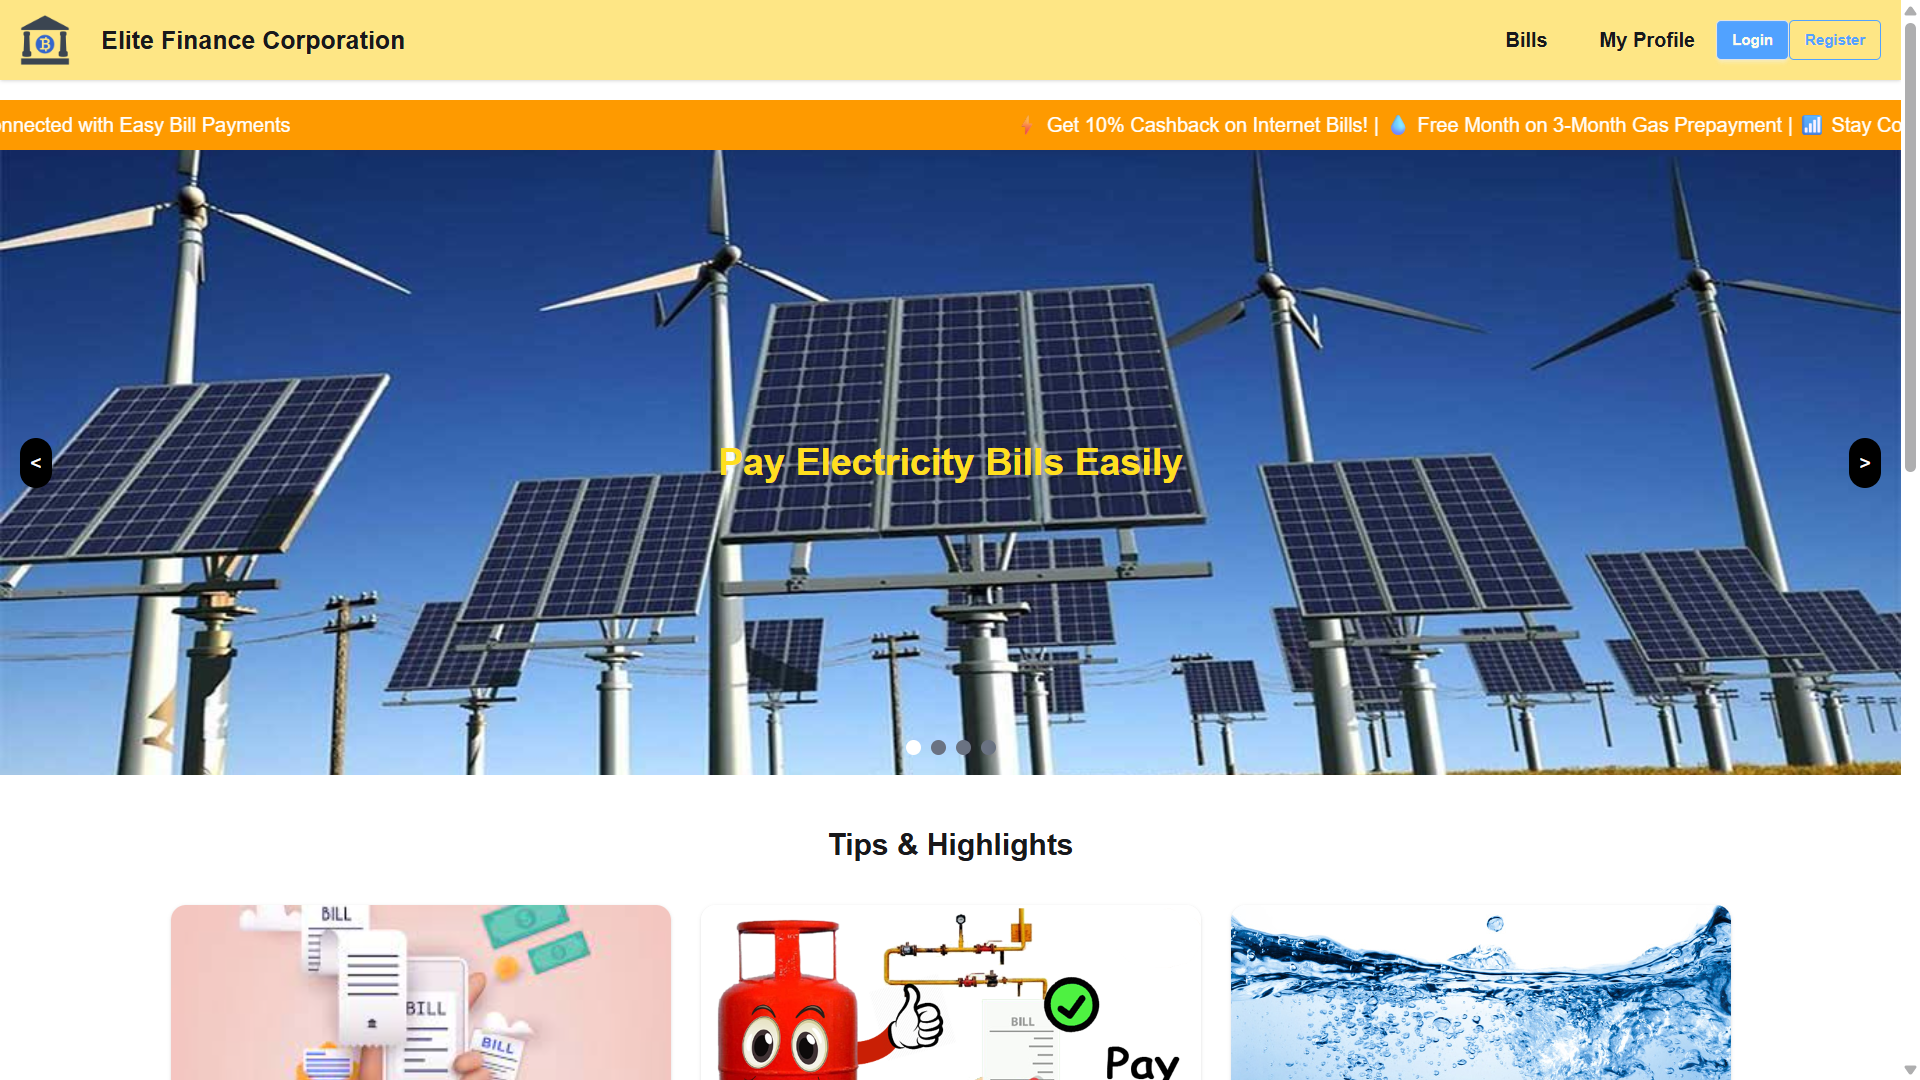 Elite Finance Corporation
Bills
My Profile
Login
Register
nnected with Easy Bill Payments
Get 10% Cashback on Internet Bills! | Free Month on 3-Month Gas Prepayment | Stay Co
<
Pay Electricity Bills Easily
>
Tips & Highlights
BILL
BILL
BILL
BILL
Pay